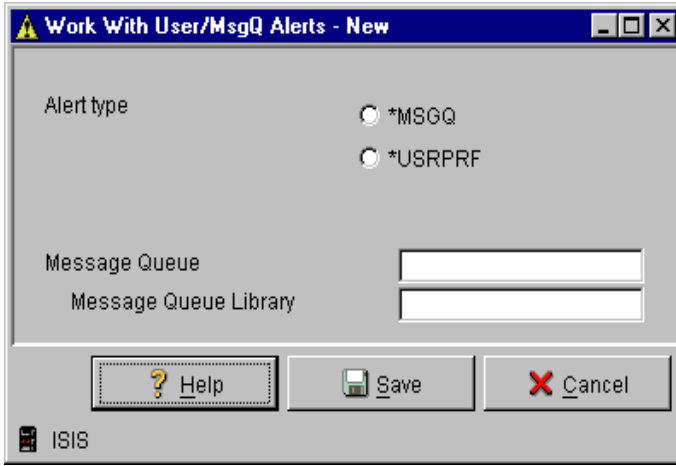 Work With User/MsgQ Alerts - New
Alert type
*MSGQ
*USRPRF
Message Queue
Message Queue Library
? Help
Save
Cancel
ISIS